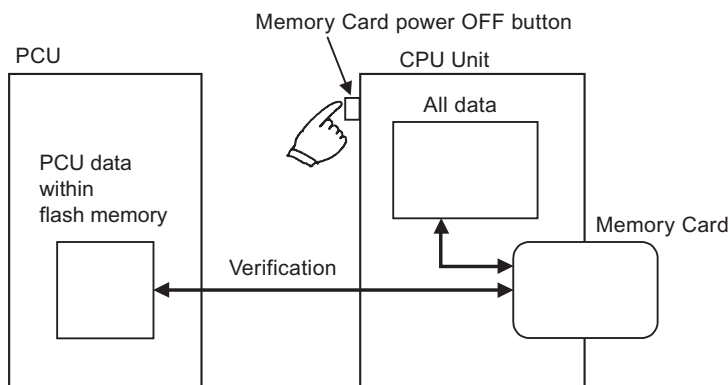 Memory Card power OFF button
PCU
CPU Unit
All data
PCU data
within
flash memory
Memory Card
Verification